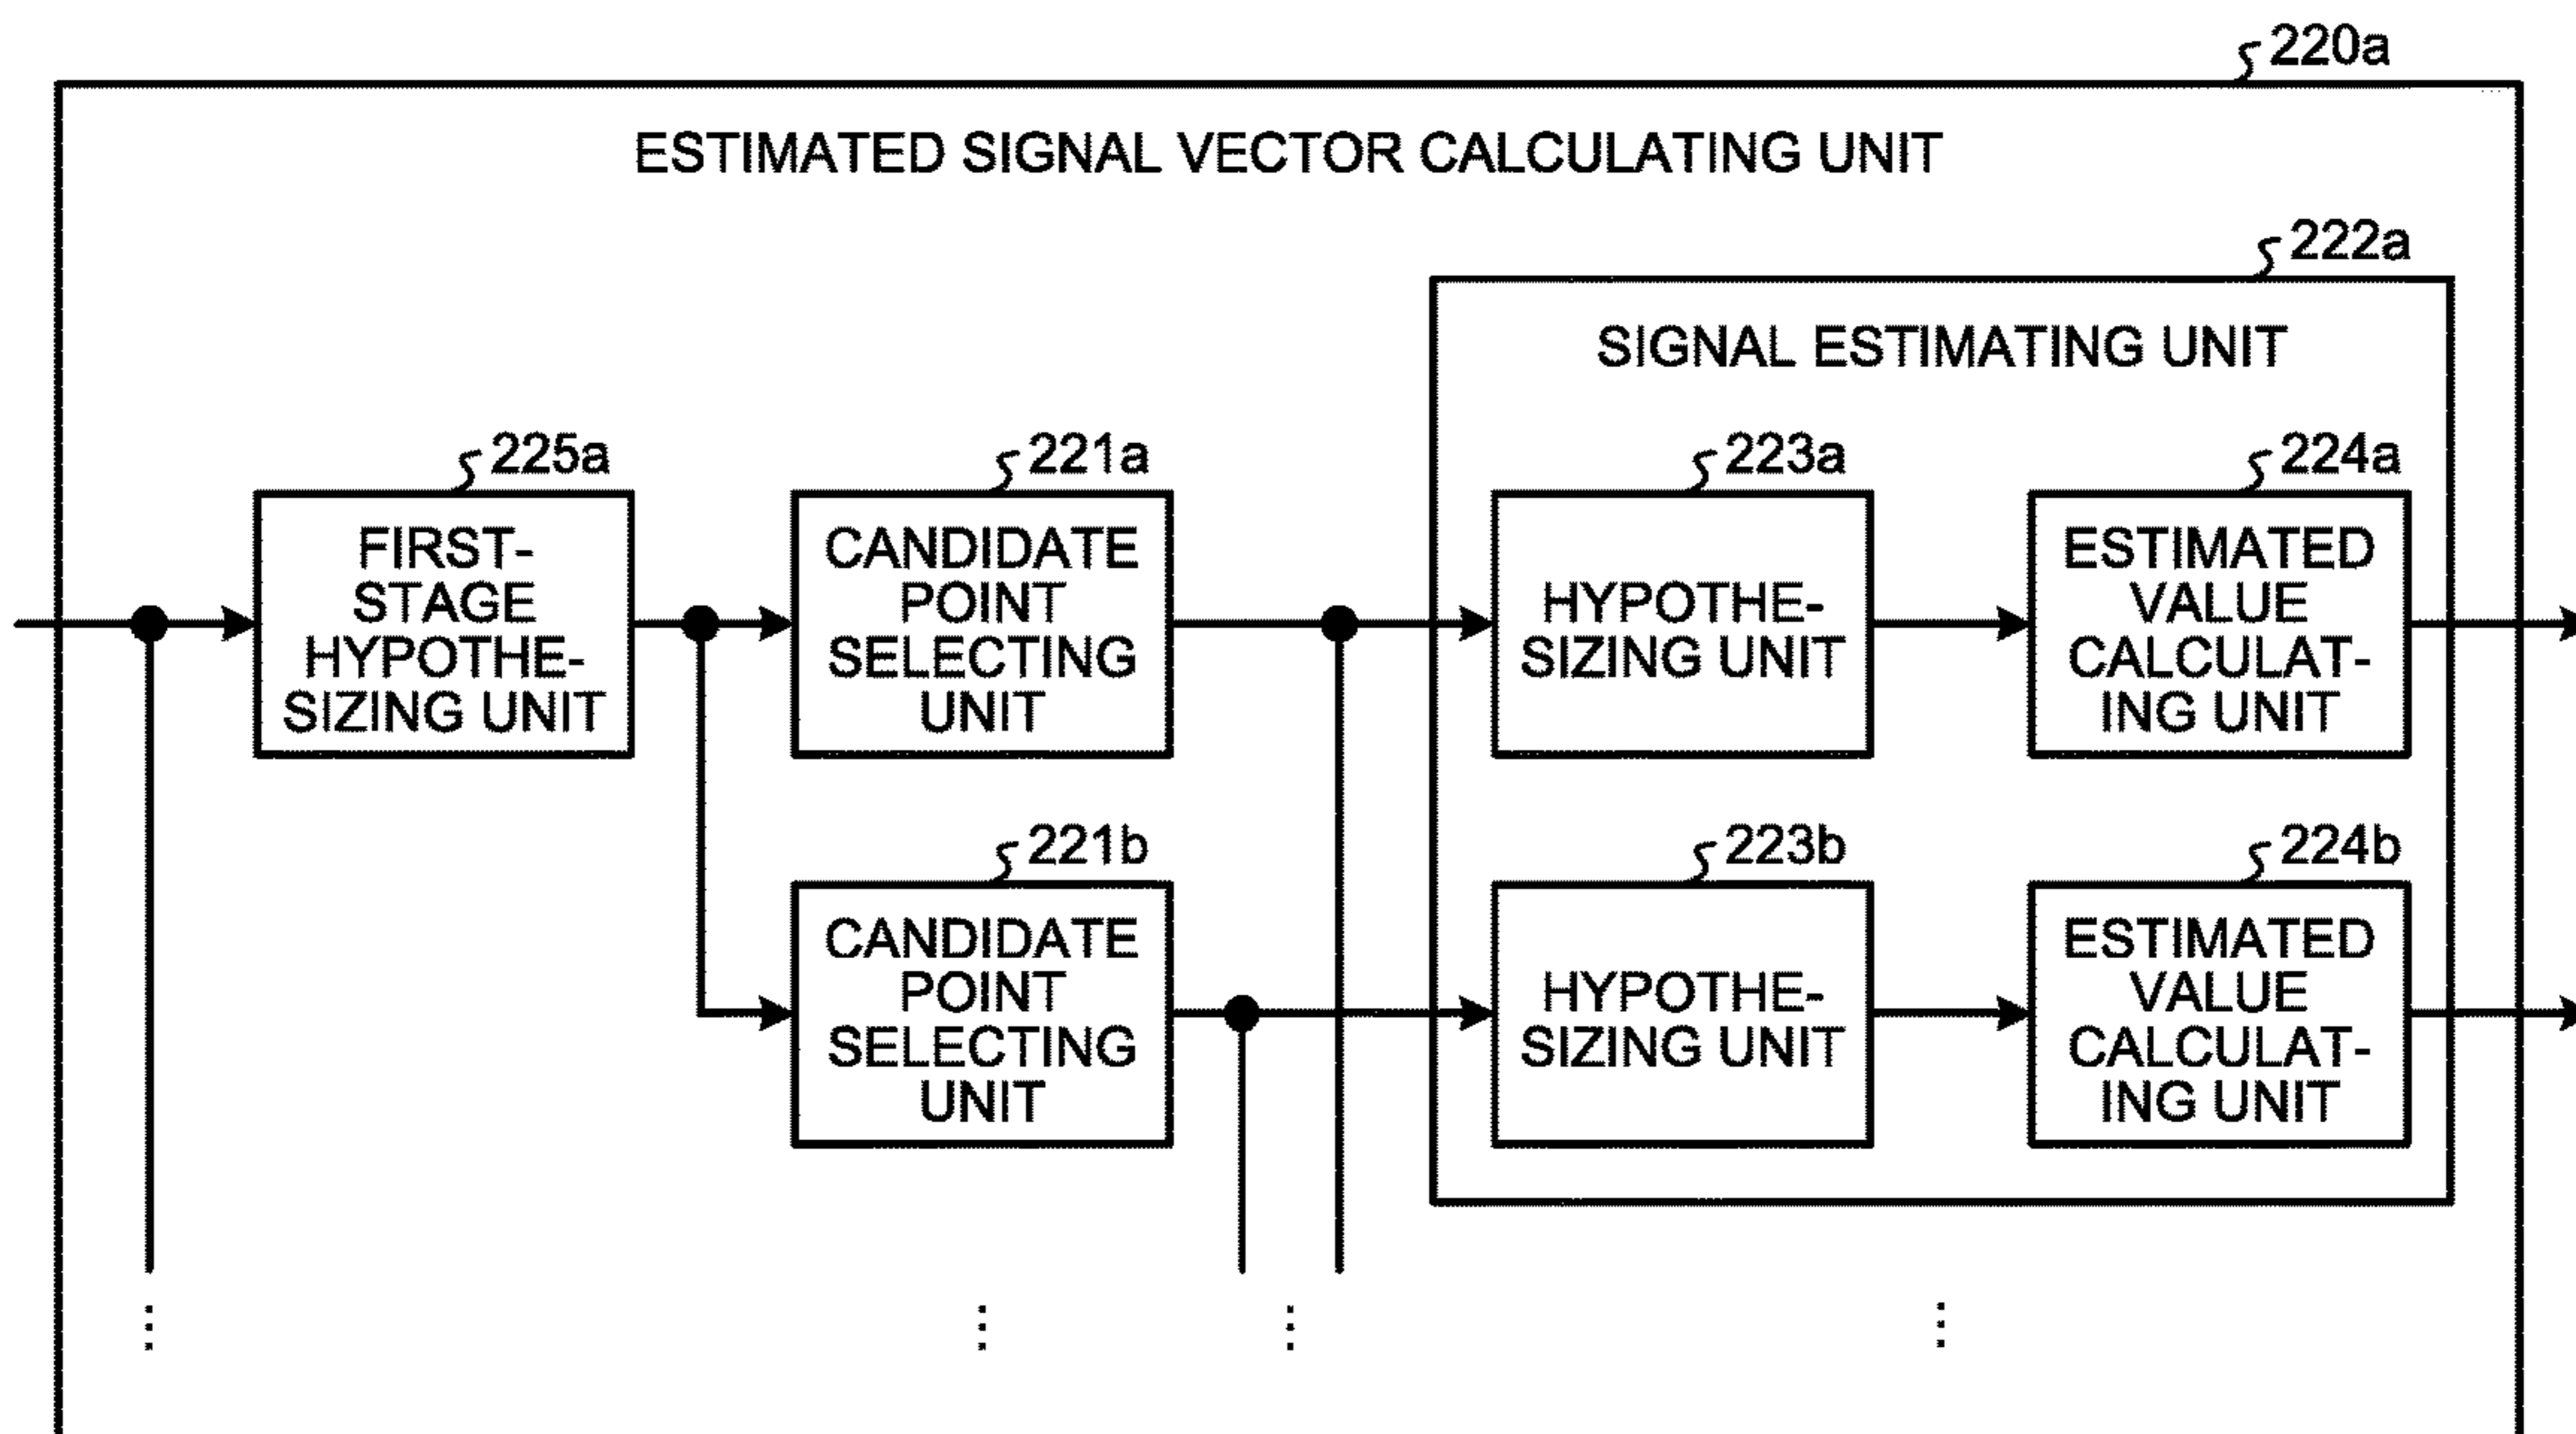 220a
ESTIMATED SIGNAL VECTOR CALCULATING UNIT
222a
SIGNAL ESTIMATING UNIT
225a
FIRST-
STAGE
HYPOTHE-
SIZING UNIT
221a
CANDIDATE
POINT
SELECTING
UNIT
223a
HYPOTHE-
SIZING UNIT
224a
ESTIMATED
VALUE
CALCULAT-
ING UNIT
221b
CANDIDATE
POINT
SELECTING
UNIT
223b
HYPOTHE-
SIZING UNIT
224b
ESTIMATED
VALUE
CALCULAT-
ING UNIT